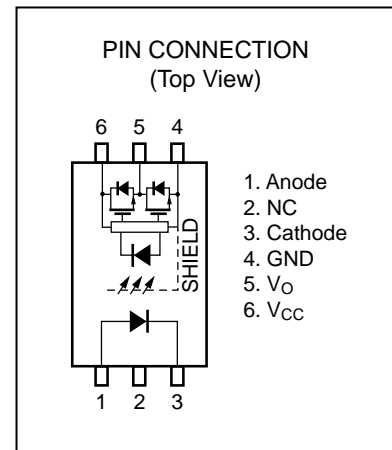 PIN CONNECTION
(Top View)
6 5 4
SHIELD
1 2 3
1. Anode
2. NC
3. Cathode
4. GND
5. VO
6. VCC